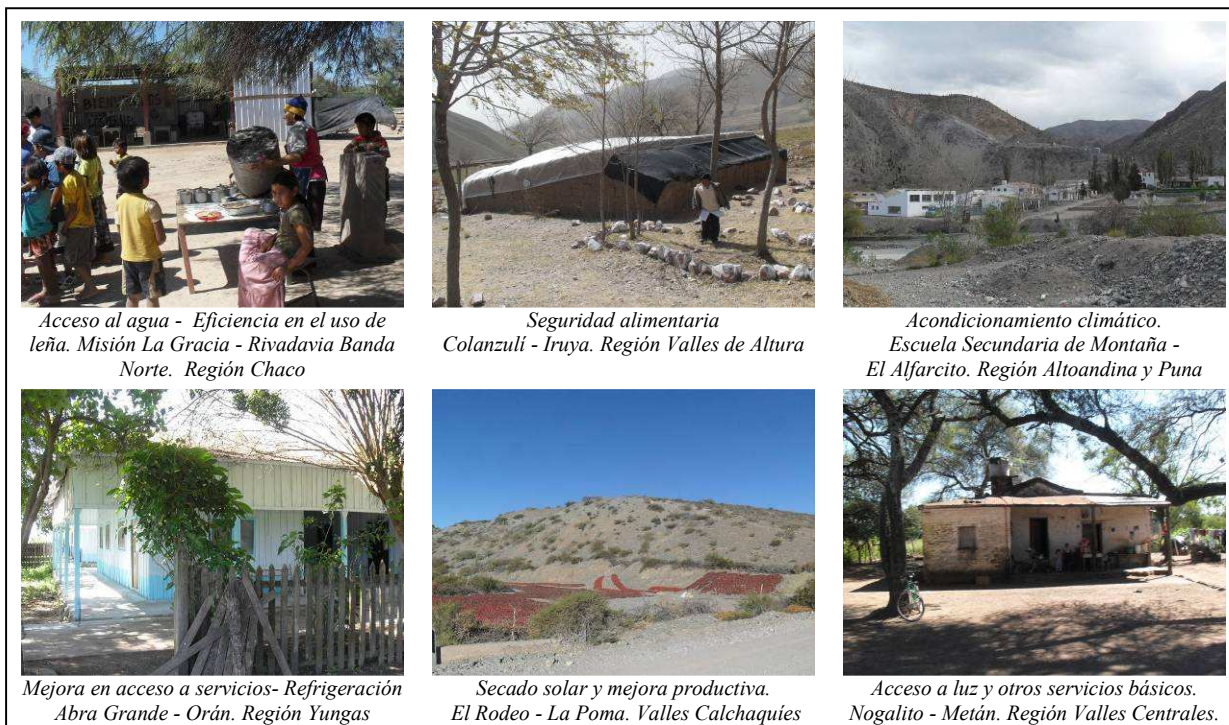 BIENVENIDOS
Acceso al agua - Eficiencia en el uso de
leña. Misión La Gracia - Rivadavia Banda
Norte. Región Chaco
Seguridad alimentaria
Colanzulí - Iruya. Región Valles de Altura
Acondicionamiento climático.
Escuela Secundaria de Montaña -
El Alfarcito. Región Altoandina y Puna
Mejora en acceso a servicios- Refrigeración
Abra Grande - Orán. Región Yungas
Secado solar y mejora productiva.
El Rodeo - La Poma. Valles Calchaquíes
Acceso a luz y otros servicios básicos.
Nogalito - Metán. Región Valles Centrales